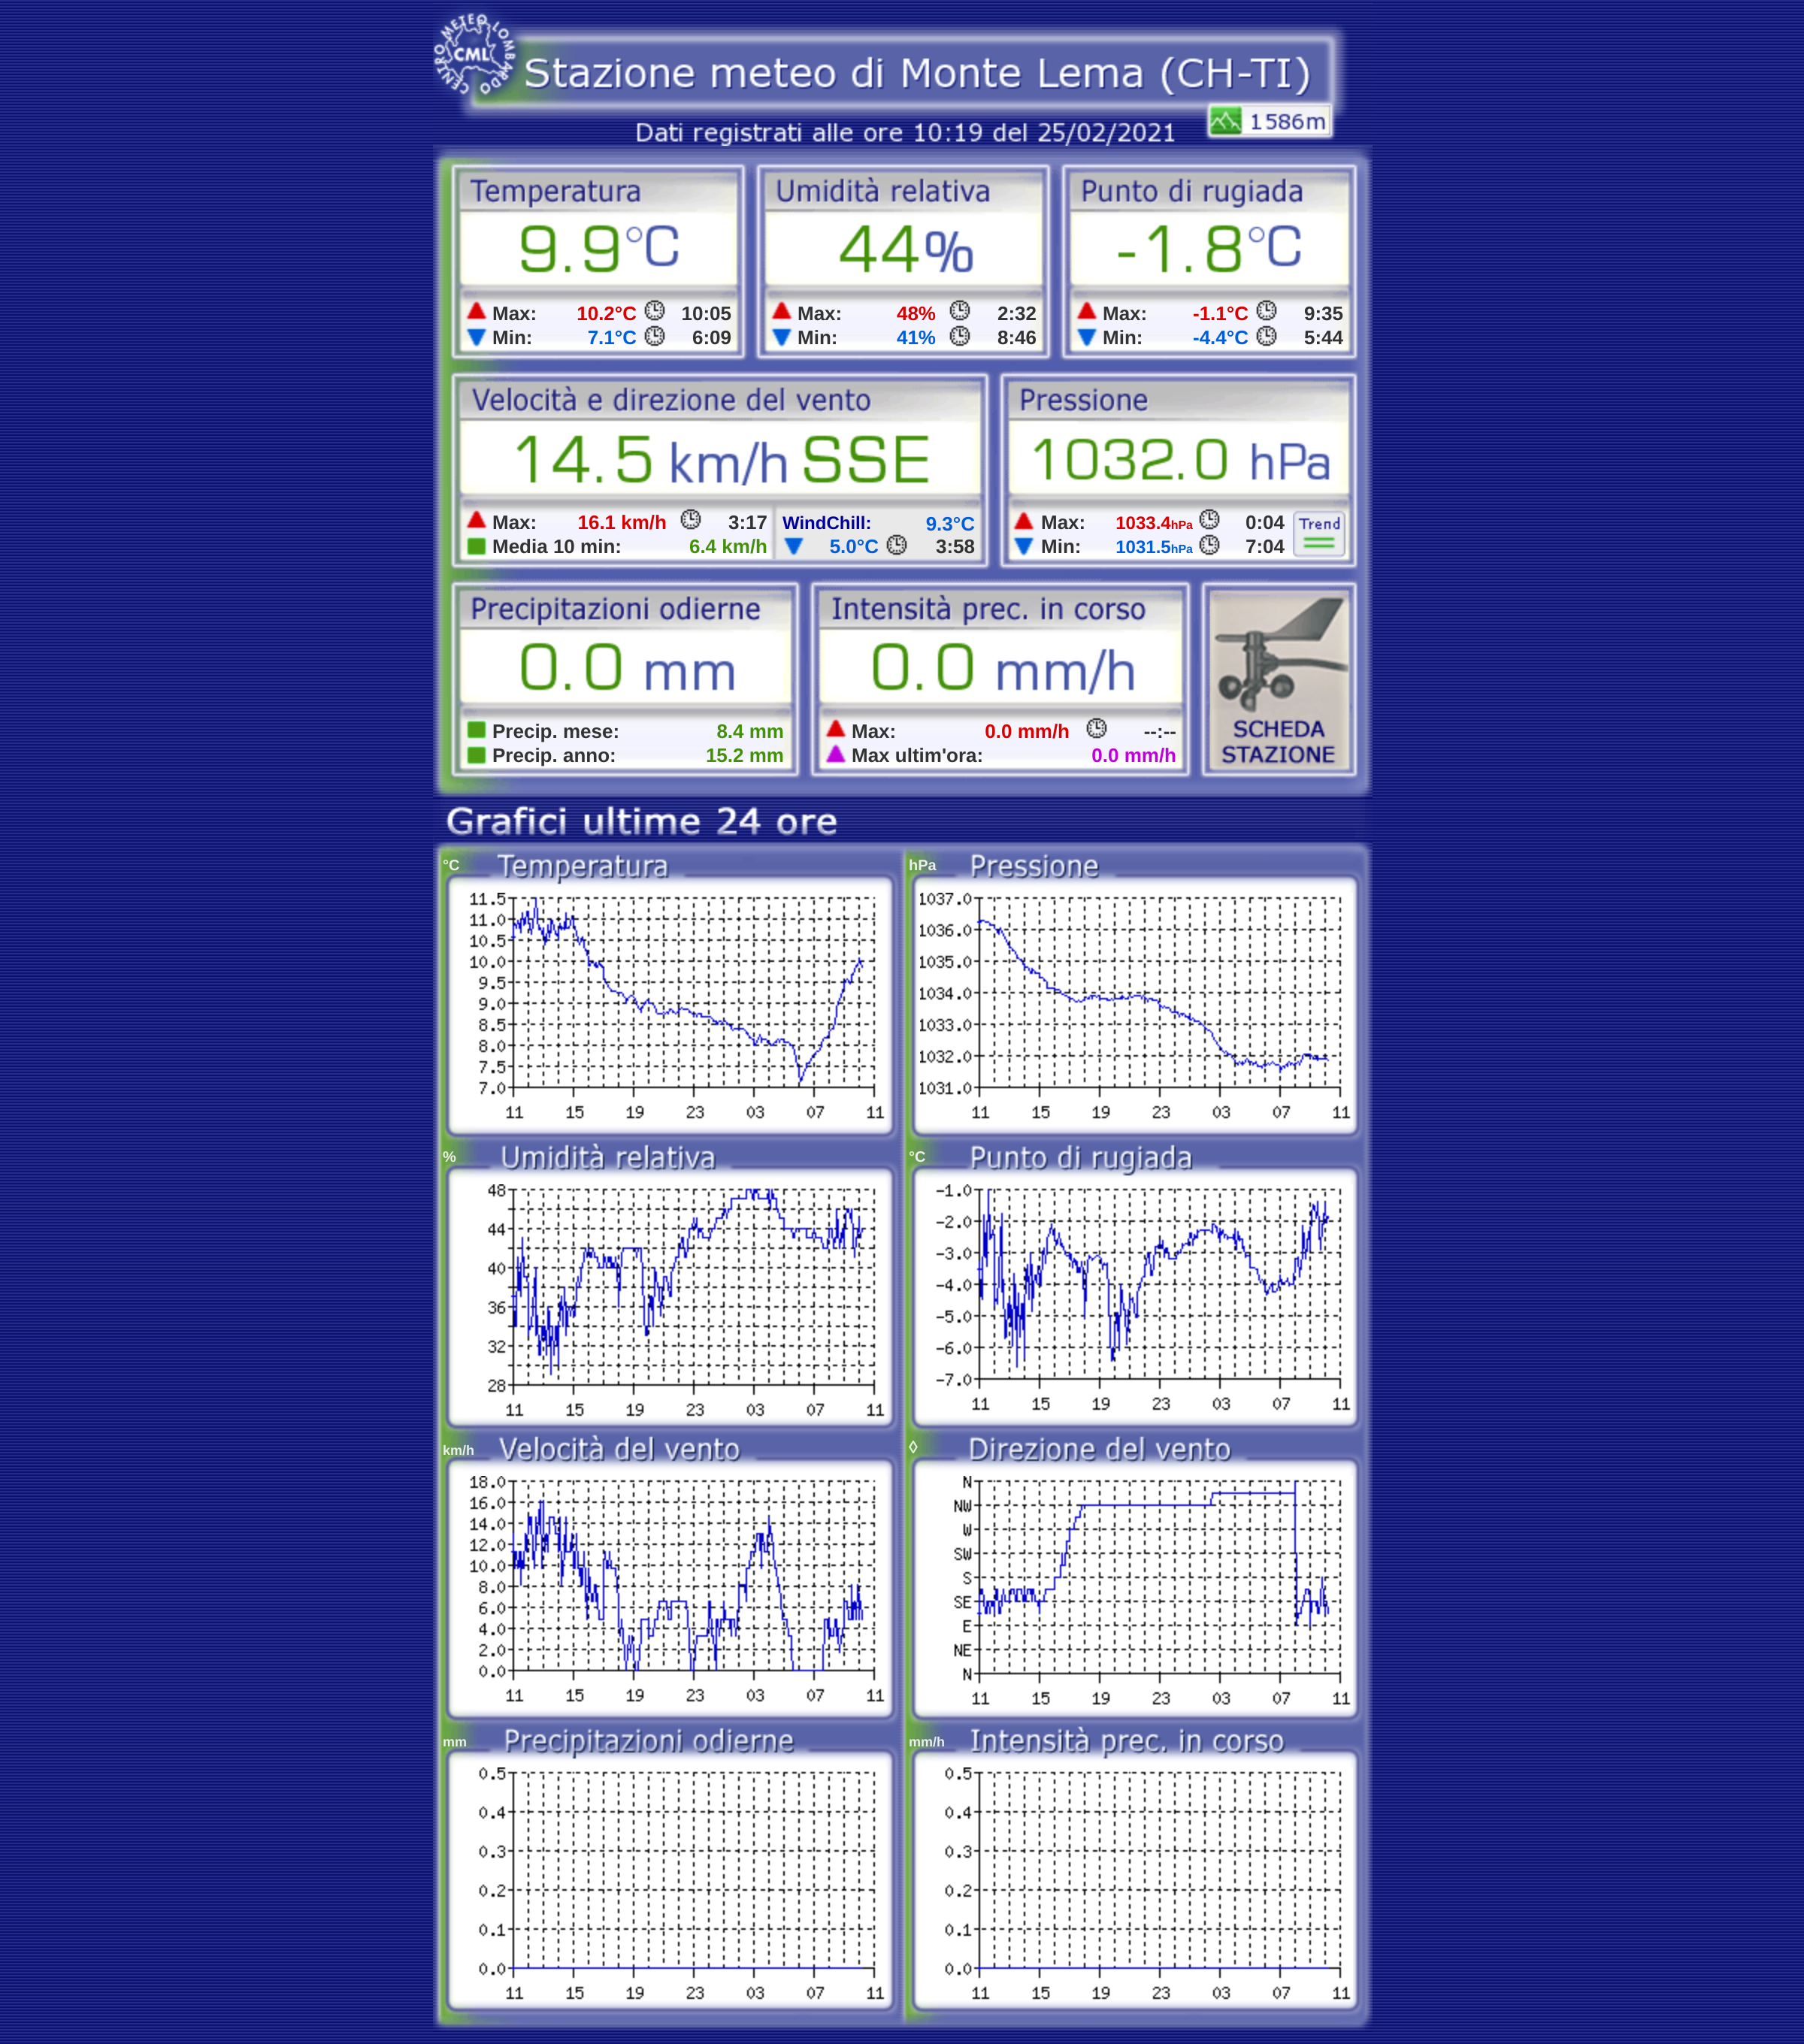 CENTRO METEO LOMBARDO
CML
Stazione meteo di Monte Lema (CH-TI)
1586m
Dati registrati alle ore 10:19 del 25/02/2021
Temperatura
9.9°C
Max: 10.2°C 10:05
Min: 7.1°C 6:09
Umidità relativa
44%
Max: 48% 2:32
Min: 41% 8:46
Punto di rugiada
-1.8°C
Max: -1.1°C 9:35
Min: -4.4°C 5:44
Velocità e direzione del vento
14.5 km/h SSE
Max: 16.1 km/h 3:17
Media 10 min: 6.4 km/h
WindChill: 9.3°C
5.0°C 3:58
Pressione
1032.0 hPa
Max: 1033.4hPa 0:04
Min: 1031.5hPa 7:04
Trend
Precipitazioni odierne
0.0 mm
Precip. mese: 8.4 mm
Precip. anno: 15.2 mm
Intensità prec. in corso
0.0 mm/h
Max: 0.0 mm/h --:--
Max ultim'ora: 0.0 mm/h
SCHEDA
STAZIONE
Grafici ultime 24 ore
°C Temperatura
11.5
11.0
10.5
10.0
9.5
9.0
8.5
8.0
7.5
7.0
11 15 19 23 03 07 11
hPa Pressione
1037.0
1036.0
1035.0
1034.0
1033.0
1032.0
1031.0
11 15 19 23 03 07 11
% Umidità relativa
48
44
40
36
32
28
11 15 19 23 03 07 11
°C Punto di rugiada
-1.0
-2.0
-3.0
-4.0
-5.0
-6.0
-7.0
11 15 19 23 03 07 11
km/h Velocità del vento
18.0
16.0
14.0
12.0
10.0
8.0
6.0
4.0
2.0
0.0
11 15 19 23 03 07 11
◊ Direzione del vento
N
NW
W
SW
S
SE
E
NE
N
11 15 19 23 03 07 11
mm Precipitazioni odierne
0.5
0.4
0.3
0.2
0.1
0.0
11 15 19 23 03 07 11
mm/h Intensità prec. in corso
0.5
0.4
0.3
0.2
0.1
0.0
11 15 19 23 03 07 11